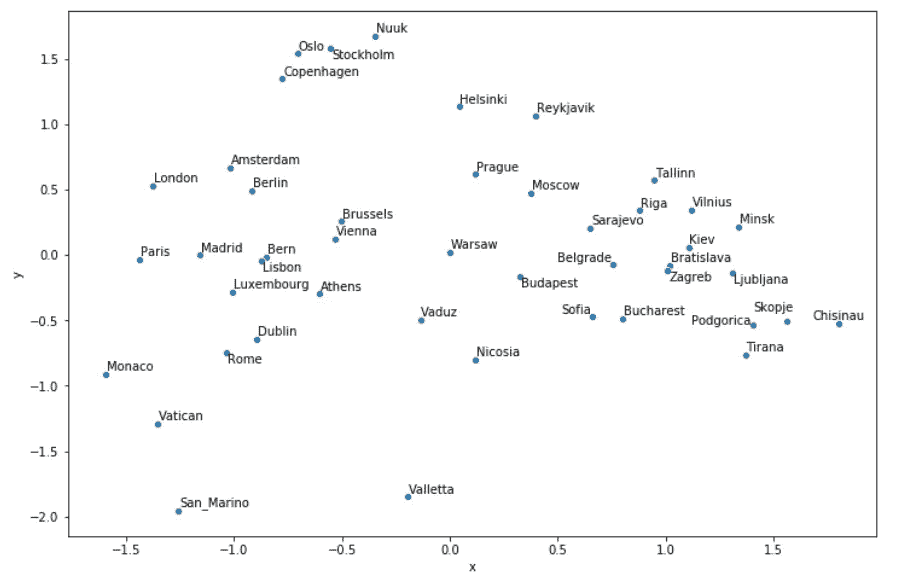 Nuuk
Oslo
Stockholm
1.5
Copenhagen
Helsinki
Reykjavik
1.0
Amsterdam
Prague
London
Berlin
Moscow
Tallinn
0.5
Brussels
Riga
Vilnius
Vienna
Sarajevo
Minsk
Paris
Madrid
Bern
Warsaw
Kiev
0.0
Lisbon
Belgrade
Bratislava
y
Zagreb
Ljubljana
Luxembourg
Athens
Budapest
Vaduz
Sofia
Bucharest
Podgorica
Skopje
Chisinau
−0.5
Dublin
Rome
Nicosia
Tirana
Monaco
−1.0
Vatican
−1.5
San_Marino
Valletta
−2.0
−1.5 −1.0 −0.5 0.0 0.5 1.0 1.5
x